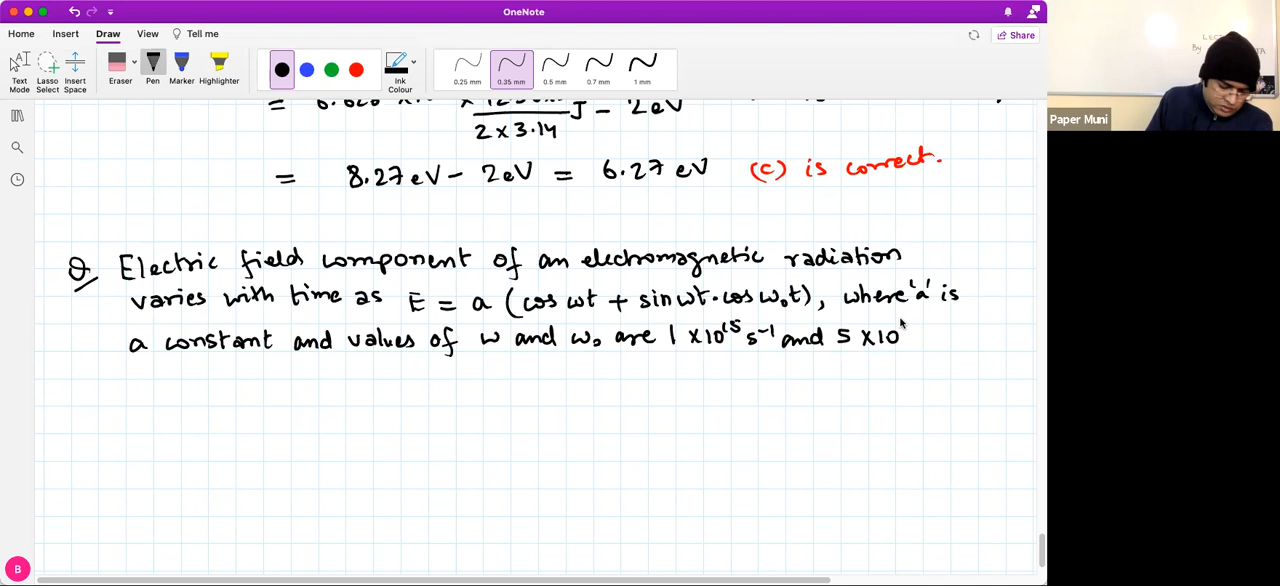 OneNote
Home Insert Draw View Tell me
Share
Text Mode Lasso Select Insert Space Eraser Pen Marker Highlighter Ink Colour 0.25 mm 0.35 mm 0.5 mm 0.7 mm 1 mm
J - 2eV
2 x 3.14
= 8.27 eV - 2eV = 6.27 eV (C) is correct.
Q. Electric field component of an electromagnetic radiation
varies with time as E = a (cos ωt + sin ωt · cos ω₀t), where 'a' is
a constant and values of ω and ω₀ are 1 x 10¹⁵ s⁻¹ and 5 x 10
Paper Muni
B